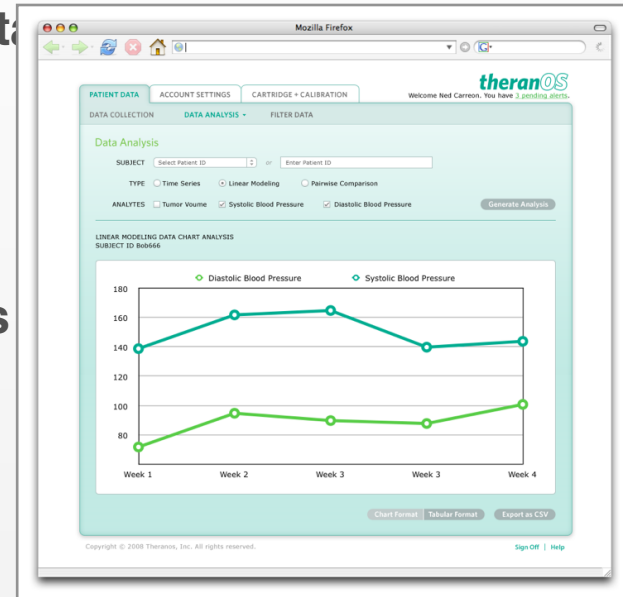 Mozilla Firefox
G
theranOS
PATIENT DATA ACCOUNT SETTINGS CARTRIDGE + CALIBRATION
Welcome Ned Carreon. You have 3 pending alerts.
DATA COLLECTION DATA ANALYSIS FILTER DATA
Data Analysis
SUBJECT Select Patient ID or Enter Patient ID
TYPE Time Series Linear Modeling Pairwise Comparison
ANALYTES Tumor Voume Systolic Blood Pressure Diastolic Blood Pressure Generate Analysis
LINEAR MODELING DATA CHART ANALYSIS
SUBJECT ID Bob666
Diastolic Blood Pressure Systolic Blood Pressure
180
160
140
120
100
80
Week 1 Week 2 Week 3 Week 3 Week 4
Chart Format Tabular Format Export as CSV
Copyright © 2008 Theranos, Inc. All rights reserved. Sign Off | Help